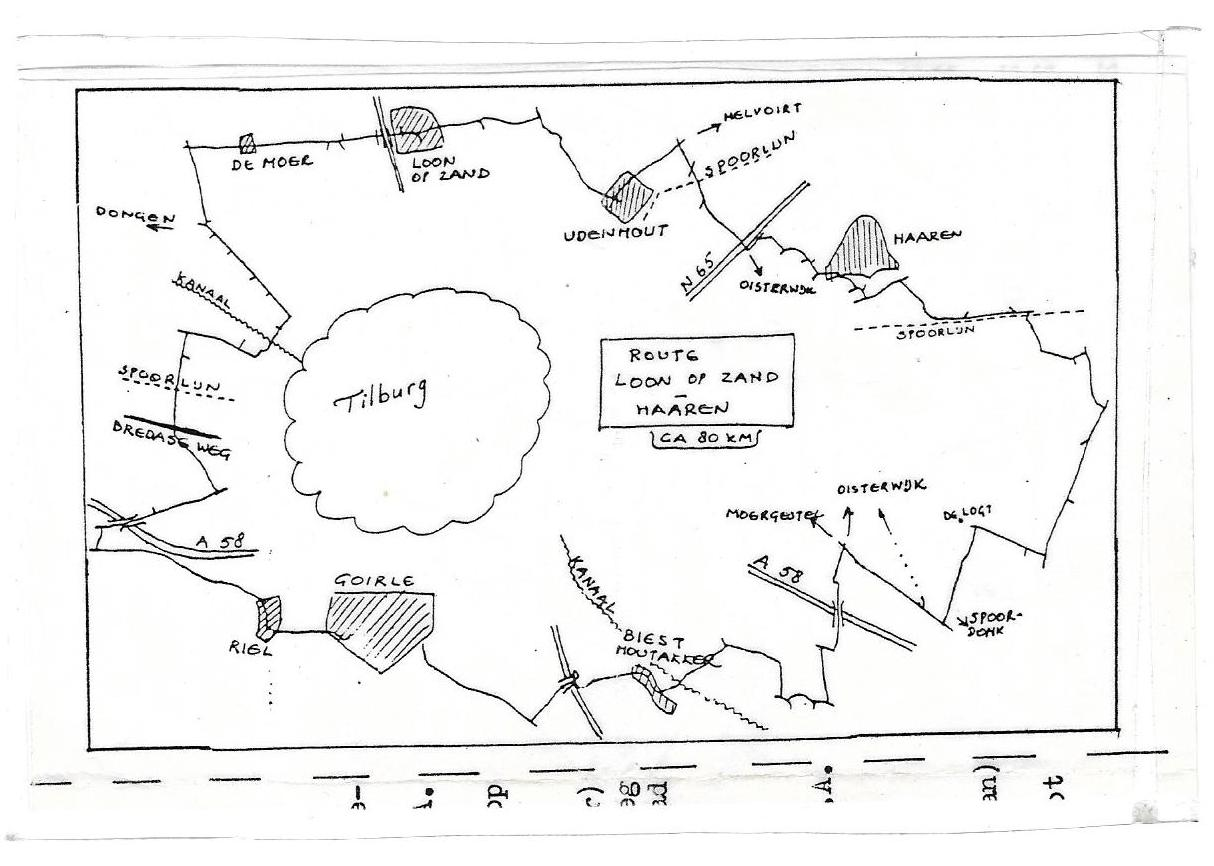 HELVOIRT
SPOORLIJN
DE MOER
LOON
OP ZAND
DONGEN
UDENHOUT
HAAREN
KANAAL
N 65
OISTERWIJK
SPOORLIJN
ROUTE
LOON OP ZAND
–
HAAREN
CA 80 KM
SPOORLIJN
Tilburg
BREDASE WEG
OISTERWIJK
MOERGESTEL
DE LOGT
A 58
A 58
KANAAL
GOIRLE
SPOOR-
DONK
RIEL
BIEST
HOUTAKKER